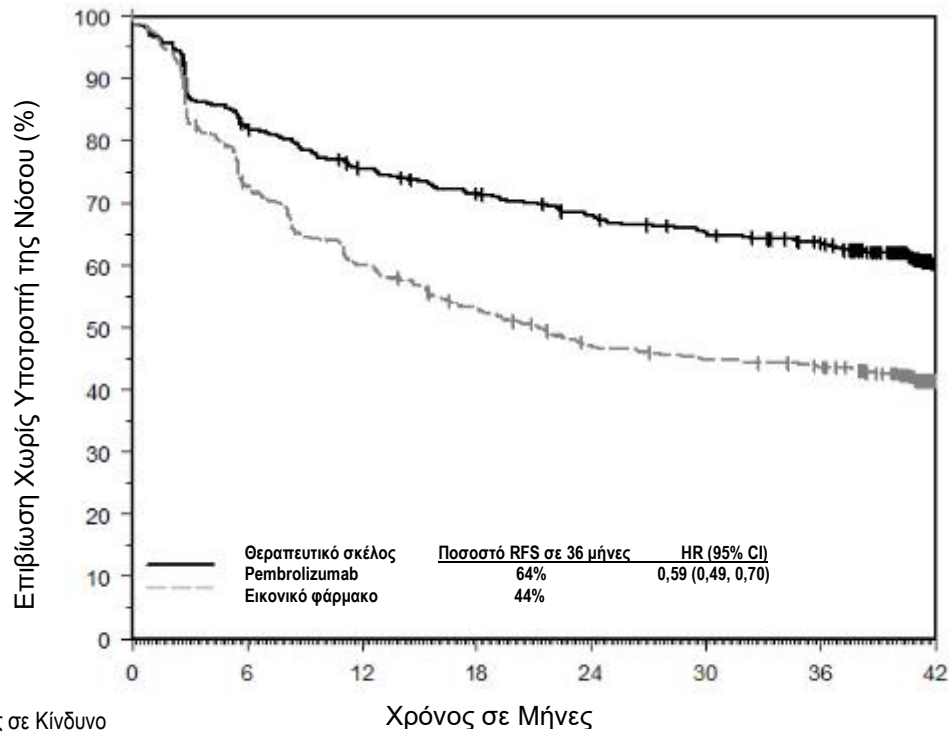 Επιβίωση Χωρίς Υποτροπή της Νόσου (%)
100
90
80
70
60
50
40
30
20
10
0
Θεραπευτικό σκέλος Ποσοστό RFS σε 36 μήνες HR (95% CI)
Pembrolizumab 64% 0,59 (0,49, 0,70)
Εικονικό φάρμακο 44%
0 6 12 18 24 30 36 42
Χρόνος σε Μήνες
σε Κίνδυνο